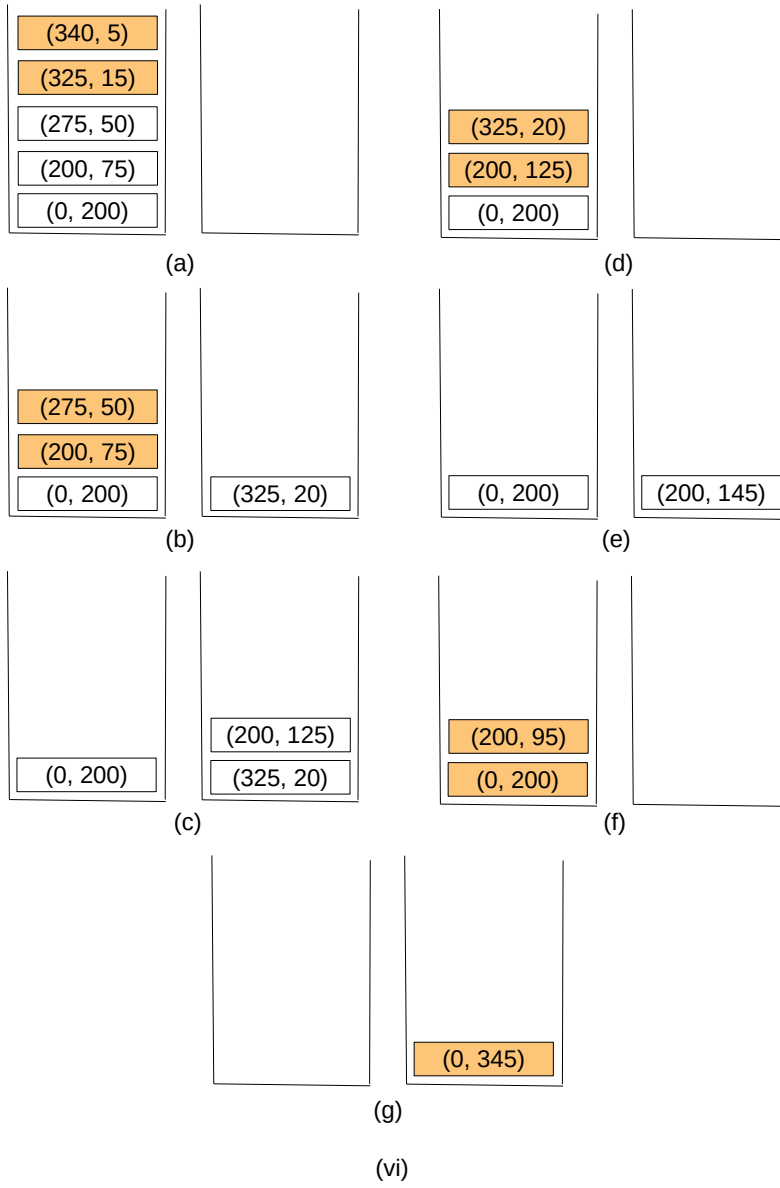 (340, 5)
(325, 15)
(275, 50)
(200, 75)
(0, 200)
(a)
(325, 20)
(200, 125)
(0, 200)
(d)
(275, 50)
(200, 75)
(0, 200)
(325, 20)
(b)
(0, 200)
(200, 145)
(e)
(0, 200)
(200, 125)
(325, 20)
(c)
(200, 95)
(0, 200)
(f)
(0, 345)
(g)
(vi)